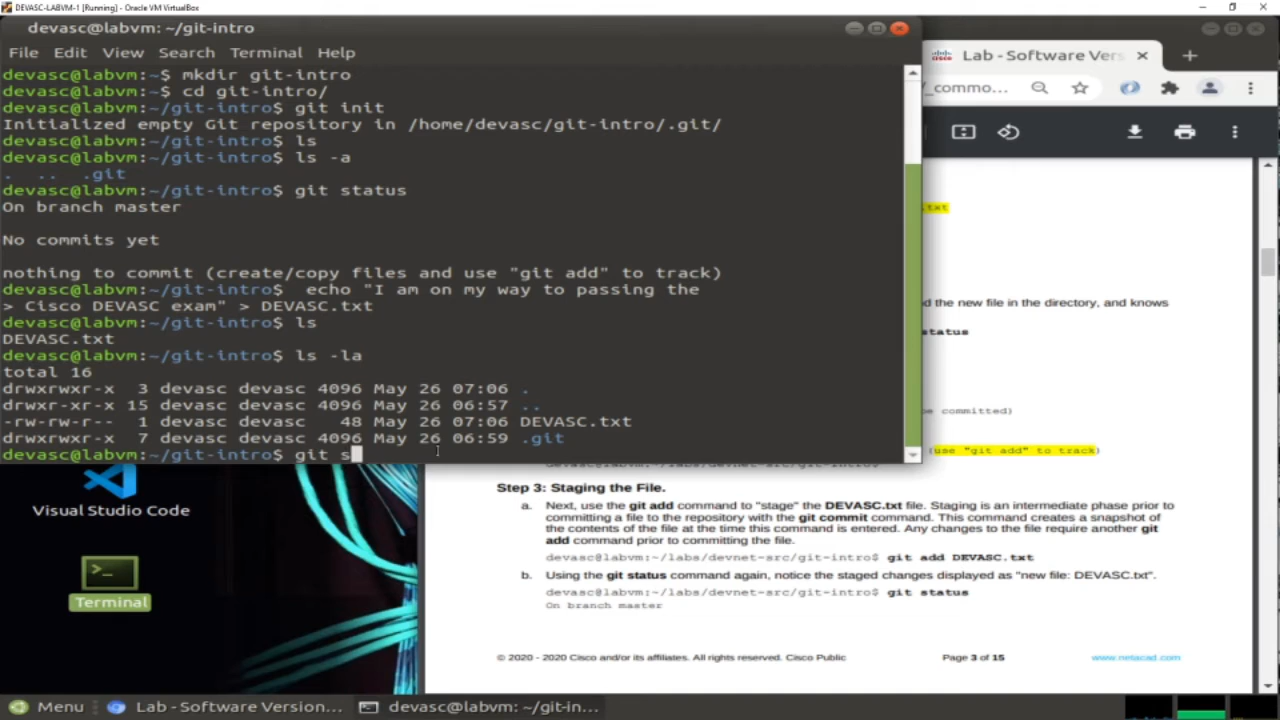 DEVASC-LABVM-1 [Running] - Oracle VM VirtualBox
devasc@labvm: ~/git-intro
File Edit View Search Terminal Help
devasc@labvm:~$ mkdir git-intro
devasc@labvm:~$ cd git-intro/
devasc@labvm:~/git-intro$ git init
Initialized empty Git repository in /home/devasc/git-intro/.git/
devasc@labvm:~/git-intro$ ls
devasc@labvm:~/git-intro$ ls -a
. .. .git
devasc@labvm:~/git-intro$ git status
On branch master
No commits yet
nothing to commit (create/copy files and use "git add" to track)
devasc@labvm:~/git-intro$  echo "I am on my way to passing the
> Cisco DEVASC exam" > DEVASC.txt
devasc@labvm:~/git-intro$ ls
DEVASC.txt
devasc@labvm:~/git-intro$ ls -la
total 16
drwxrwxr-x 3 devasc devasc 4096 May 26 07:06 .
drwxr-xr-x 15 devasc devasc 4096 May 26 06:57 ..
-rw-rw-r-- 1 devasc devasc 48 May 26 07:06 DEVASC.txt
drwxrwxr-x 7 devasc devasc 4096 May 26 06:59 .git
devasc@labvm:~/git-intro$ git s
Lab - Software Vers
_commo...
.txt
d the new file in the directory, and knows
status
be committed)
(use "git add" to track)
devasc@labvm:~/labs/devnet-src/git-intro$
Step 3: Staging the File.
a. Next, use the git add command to "stage" the DEVASC.txt file. Staging is an intermediate phase prior to
committing a file to the repository with the git commit command. This command creates a snapshot of
the contents of the file at the time this command is entered. Any changes to the file require another git
add command prior to committing the file.
devasc@labvm:~/labs/devnet-src/git-intro$ git add DEVASC.txt
b. Using the git status command again, notice the staged changes displayed as "new file: DEVASC.txt".
devasc@labvm:~/labs/devnet-src/git-intro$ git status
On branch master
© 2020 - 2020 Cisco and/or its affiliates. All rights reserved. Cisco Public
Page 3 of 15
www.netacad.com
Visual Studio Code
Terminal
Menu
Lab - Software Version...
devasc@labvm: ~/git-in...